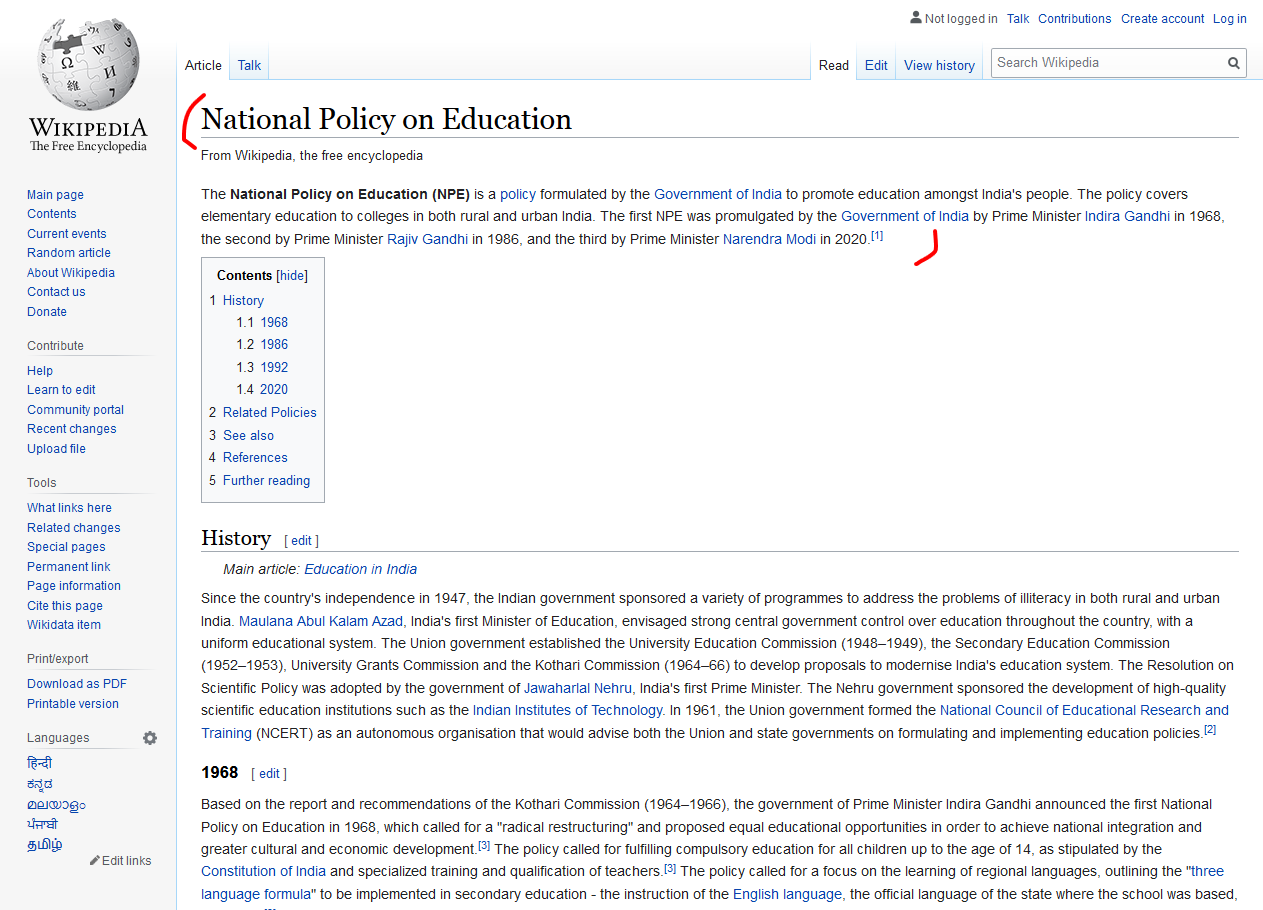 Not logged in Talk Contributions Create account Log in
Article Talk Read Edit View history Search Wikipedia
WIKIPEDIA
The Free Encyclopedia
Main page
Contents
Current events
Random article
About Wikipedia
Contact us
Donate
Contribute
Help
Learn to edit
Community portal
Recent changes
Upload file
Tools
What links here
Related changes
Special pages
Permanent link
Page information
Cite this page
Wikidata item
Print/export
Download as PDF
Printable version
Languages
हिन्दी
ಕನ್ನಡ
മലയാളം
ਪੰਜਾਬੀ
தமிழ்
Edit links
National Policy on Education
From Wikipedia, the free encyclopedia
The National Policy on Education (NPE) is a policy formulated by the Government of India to promote education amongst India's people. The policy covers
elementary education to colleges in both rural and urban India. The first NPE was promulgated by the Government of India by Prime Minister Indira Gandhi in 1968,
the second by Prime Minister Rajiv Gandhi in 1986, and the third by Prime Minister Narendra Modi in 2020.[1]
Contents [hide]
1 History
1.1 1968
1.2 1986
1.3 1992
1.4 2020
2 Related Policies
3 See also
4 References
5 Further reading
History [ edit ]
Main article: Education in India
Since the country's independence in 1947, the Indian government sponsored a variety of programmes to address the problems of illiteracy in both rural and urban
India. Maulana Abul Kalam Azad, India's first Minister of Education, envisaged strong central government control over education throughout the country, with a
uniform educational system. The Union government established the University Education Commission (1948–1949), the Secondary Education Commission
(1952–1953), University Grants Commission and the Kothari Commission (1964–66) to develop proposals to modernise India's education system. The Resolution on
Scientific Policy was adopted by the government of Jawaharlal Nehru, India's first Prime Minister. The Nehru government sponsored the development of high-quality
scientific education institutions such as the Indian Institutes of Technology. In 1961, the Union government formed the National Council of Educational Research and
Training (NCERT) as an autonomous organisation that would advise both the Union and state governments on formulating and implementing education policies.[2]
1968 [ edit ]
Based on the report and recommendations of the Kothari Commission (1964–1966), the government of Prime Minister Indira Gandhi announced the first National
Policy on Education in 1968, which called for a "radical restructuring" and proposed equal educational opportunities in order to achieve national integration and
greater cultural and economic development.[3] The policy called for fulfilling compulsory education for all children up to the age of 14, as stipulated by the
Constitution of India and specialized training and qualification of teachers.[3] The policy called for a focus on the learning of regional languages, outlining the "three
language formula" to be implemented in secondary education - the instruction of the English language, the official language of the state where the school was based,